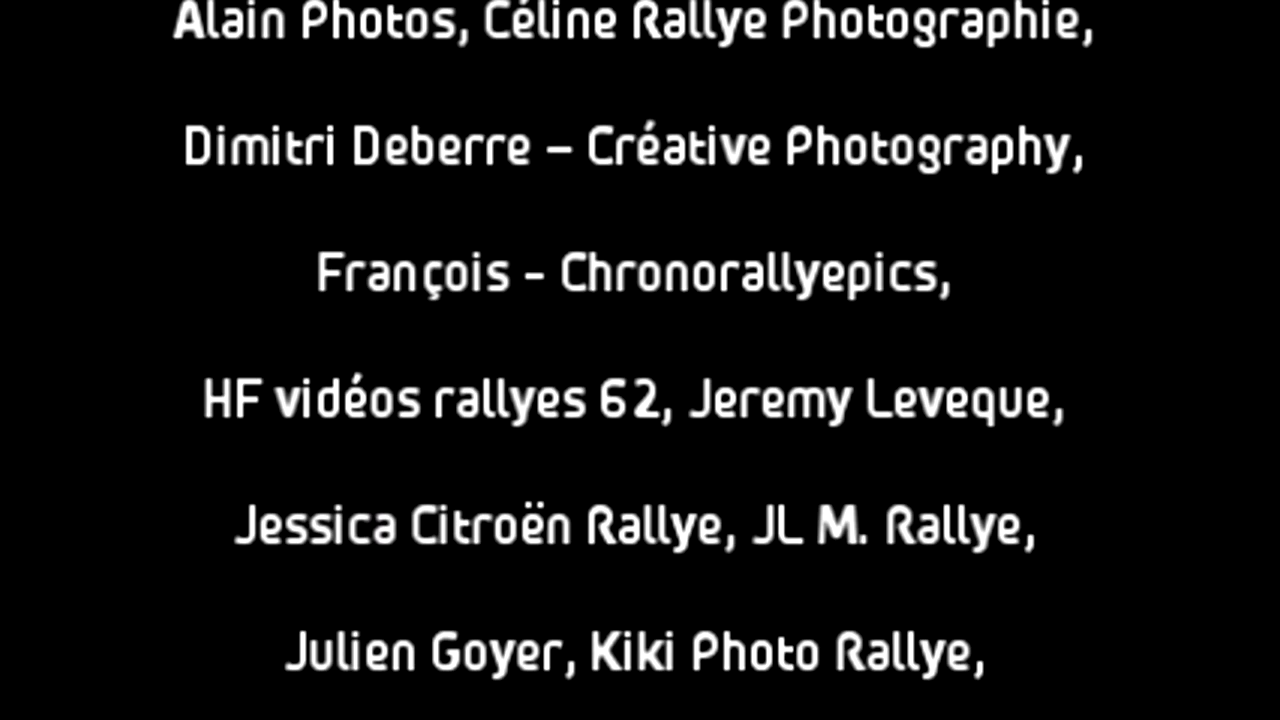 Alain Photos, Céline Rallye Photographie,
Dimitri Deberre – Créative Photography,
François - Chronorallyepics,
HF vidéos rallyes 62, Jeremy Leveque,
Jessica Citroën Rallye, JL M. Rallye,
Julien Goyer, Kiki Photo Rallye,